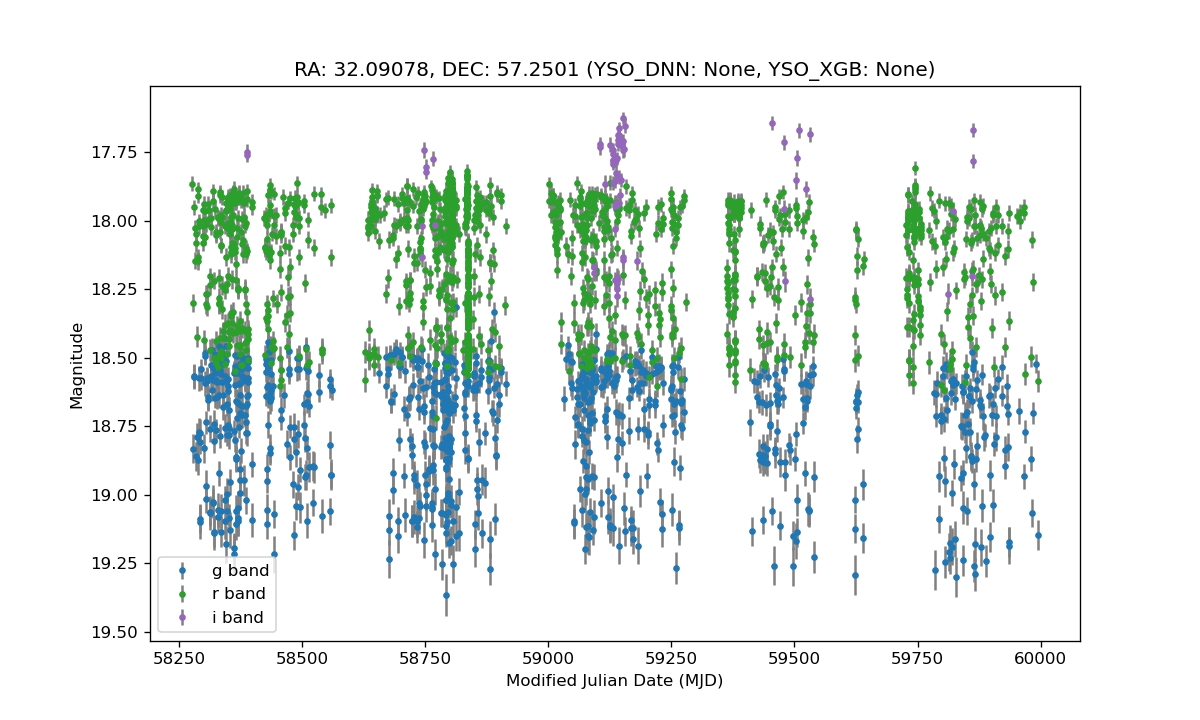 RA: 32.09078, DEC: 57.2501 (YSO_DNN: None, YSO_XGB: None)
17.75
18.00
18.25
18.50
18.75
19.00
19.25
19.50
Magnitude
g band
r band
i band
58250
58500
58750
59000
59250
59500
59750
60000
Modified Julian Date (MJD)